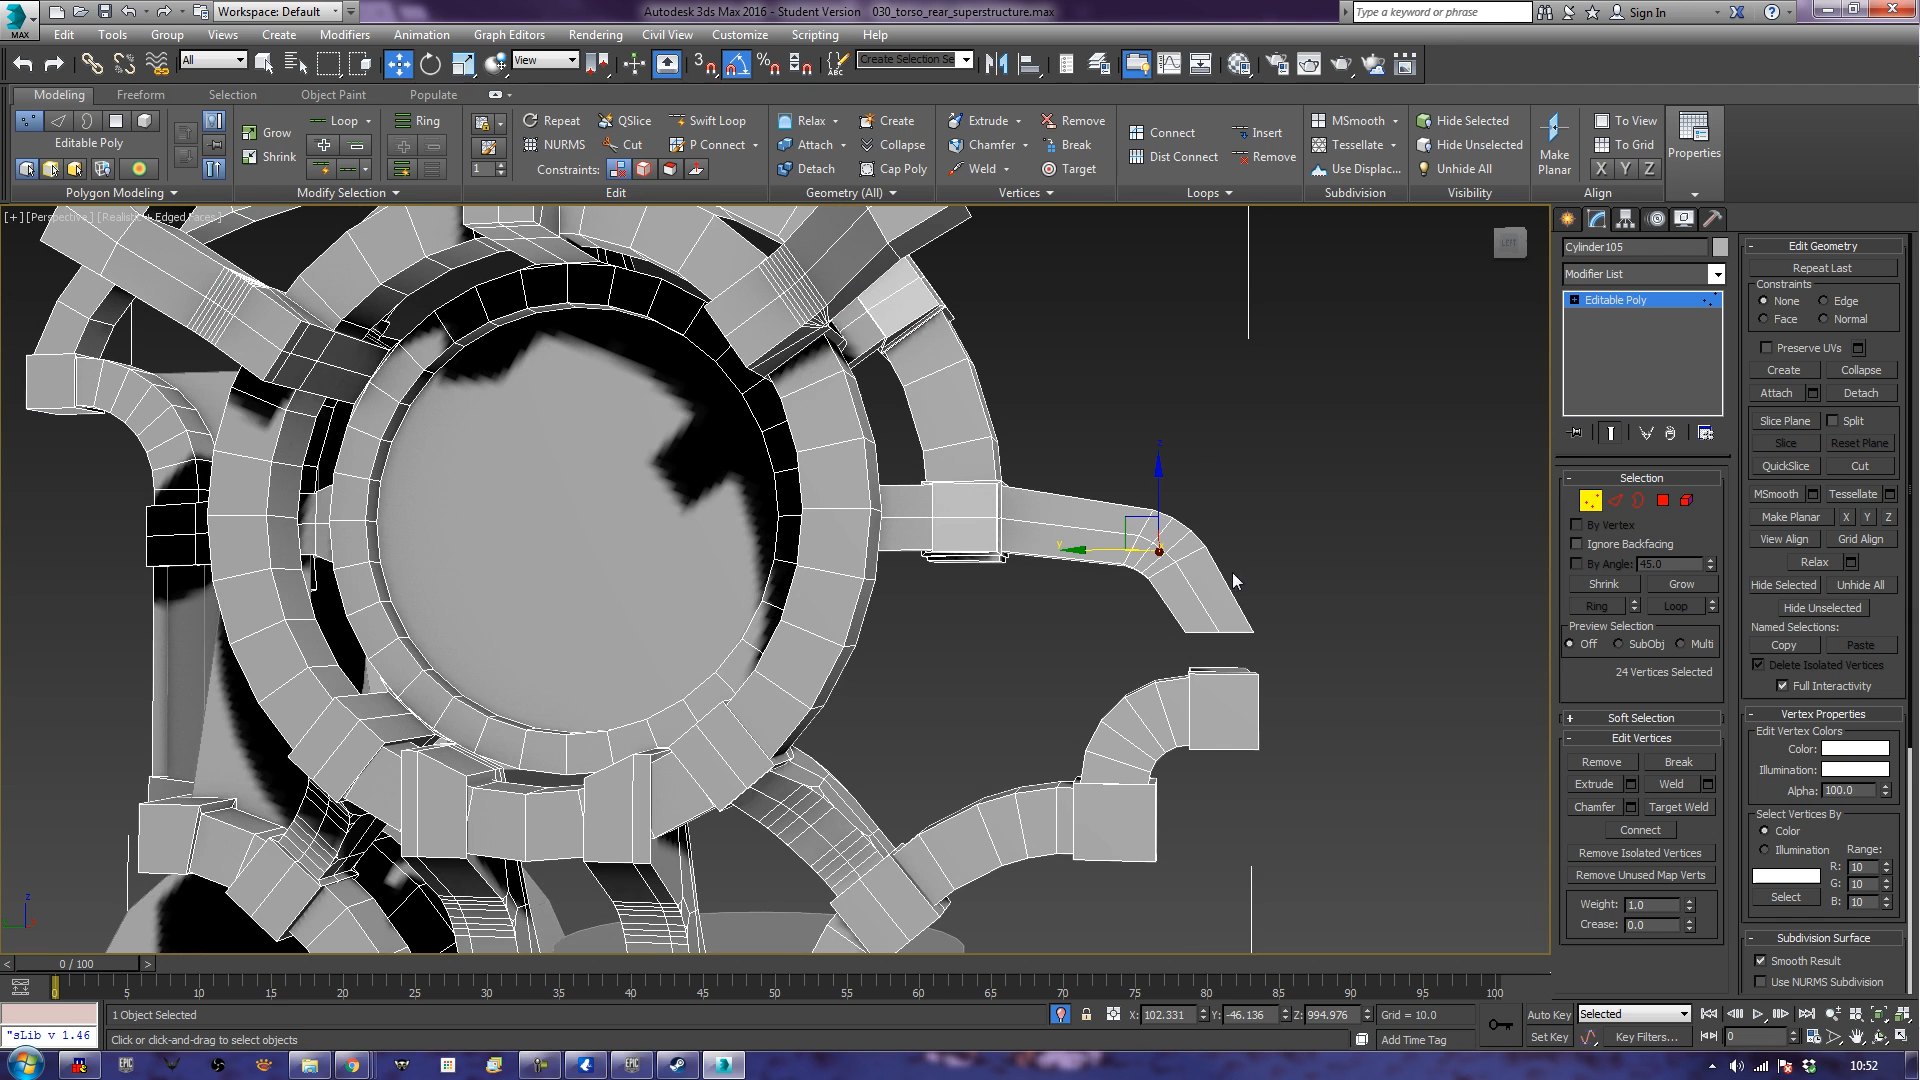 Workspace: Default
Autodesk 3ds Max 2016 - Student Version    030_torso_rear_superstructure.max
Type a keyword or phrase
Sign In
MAX
Edit Tools Group Views Create Modifiers Animation Graph Editors Rendering Civil View Customize Scripting Help
All
View
Create Selection Se
Modeling Freeform Selection Object Paint Populate
Loop Ring Repeat QSlice Swift Loop Relax Create Extrude Remove MSmooth Hide Selected To View
Grow Connect Insert
Editable Poly NURMS Cut P Connect Attach Collapse Chamfer Break Tessellate Hide Unselected To Grid
Shrink Dist Connect Remove Make Planar Properties
1 Constraints: Detach Cap Poly Weld Target Use Displac... Unhide All X Y Z
Polygon Modeling Modify Selection Edit Geometry (All) Vertices Loops Subdivision Visibility Align
[+] [Perspective] [Realistic + Edged Faces]
LEFT
Cylinder105
Modifier List
Editable Poly
Selection
By Vertex
Ignore Backfacing
By Angle: 45.0
Shrink Grow
Ring Loop
Preview Selection
Off SubObj Multi
24 Vertices Selected
Soft Selection
Edit Vertices
Remove Break
Extrude Weld
Chamfer Target Weld
Connect
Remove Isolated Vertices
Remove Unused Map Verts
Weight: 1.0
Crease: 0.0
Edit Geometry
Repeat Last
Constraints
None Edge
Face Normal
Preserve UVs
Create Collapse
Attach Detach
Slice Plane Split
Slice Reset Plane
QuickSlice Cut
MSmooth Tessellate
Make Planar X Y Z
View Align Grid Align
Relax
Hide Selected Unhide All
Hide Unselected
Named Selections:
Copy Paste
Delete Isolated Vertices
Full Interactivity
Vertex Properties
Edit Vertex Colors
Color:
Illumination:
Alpha: 100.0
Select Vertices By
Color
Illumination Range:
R: 10
G: 10
Select B: 10
Subdivision Surface
Smooth Result
Use NURMS Subdivision
z
y
z
< 0 / 100 >
0 5 10 15 20 25 30 35 40 45 50 55 60 65 70 75 80 85 90 95 100
1 Object Selected
X: 102.331 Y: -46.136 Z: 994.976 Grid = 10.0
Auto Key Selected
"sLib v 1.46
Click or click-and-drag to select objects
Add Time Tag
Set Key Key Filters... 0
EPIC
EPIC
10:52